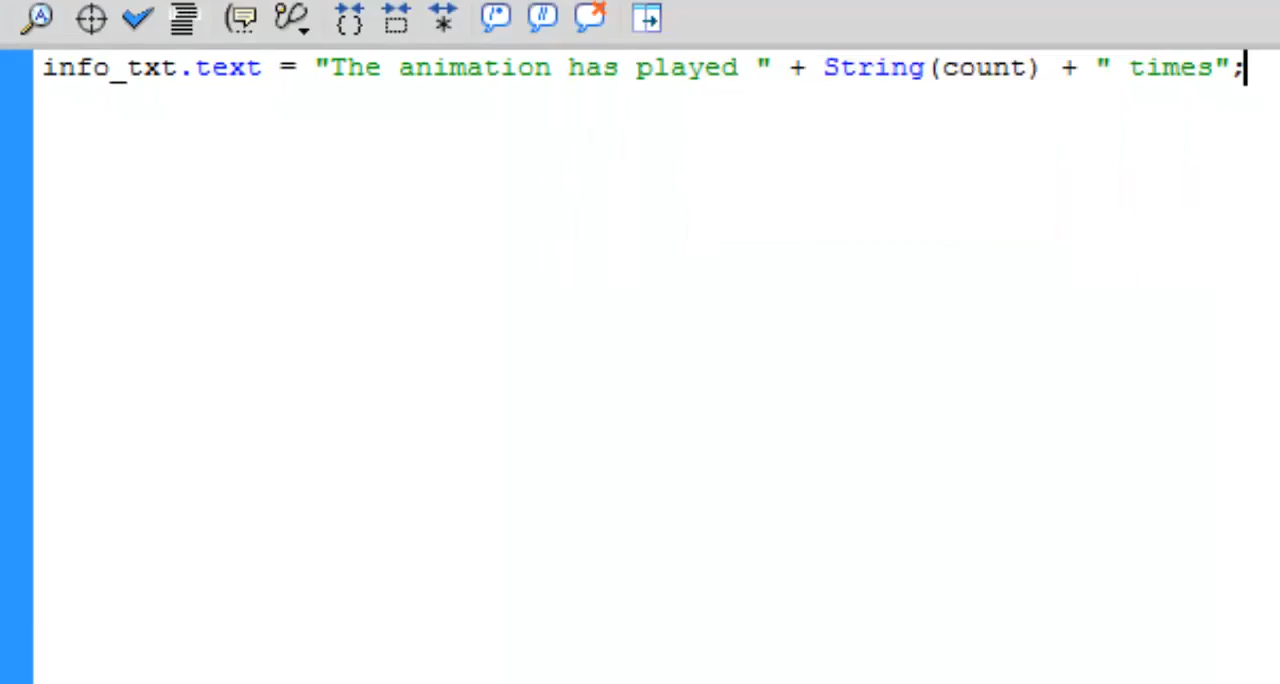 info_txt.text = "The animation has played " + String(count) + " times";